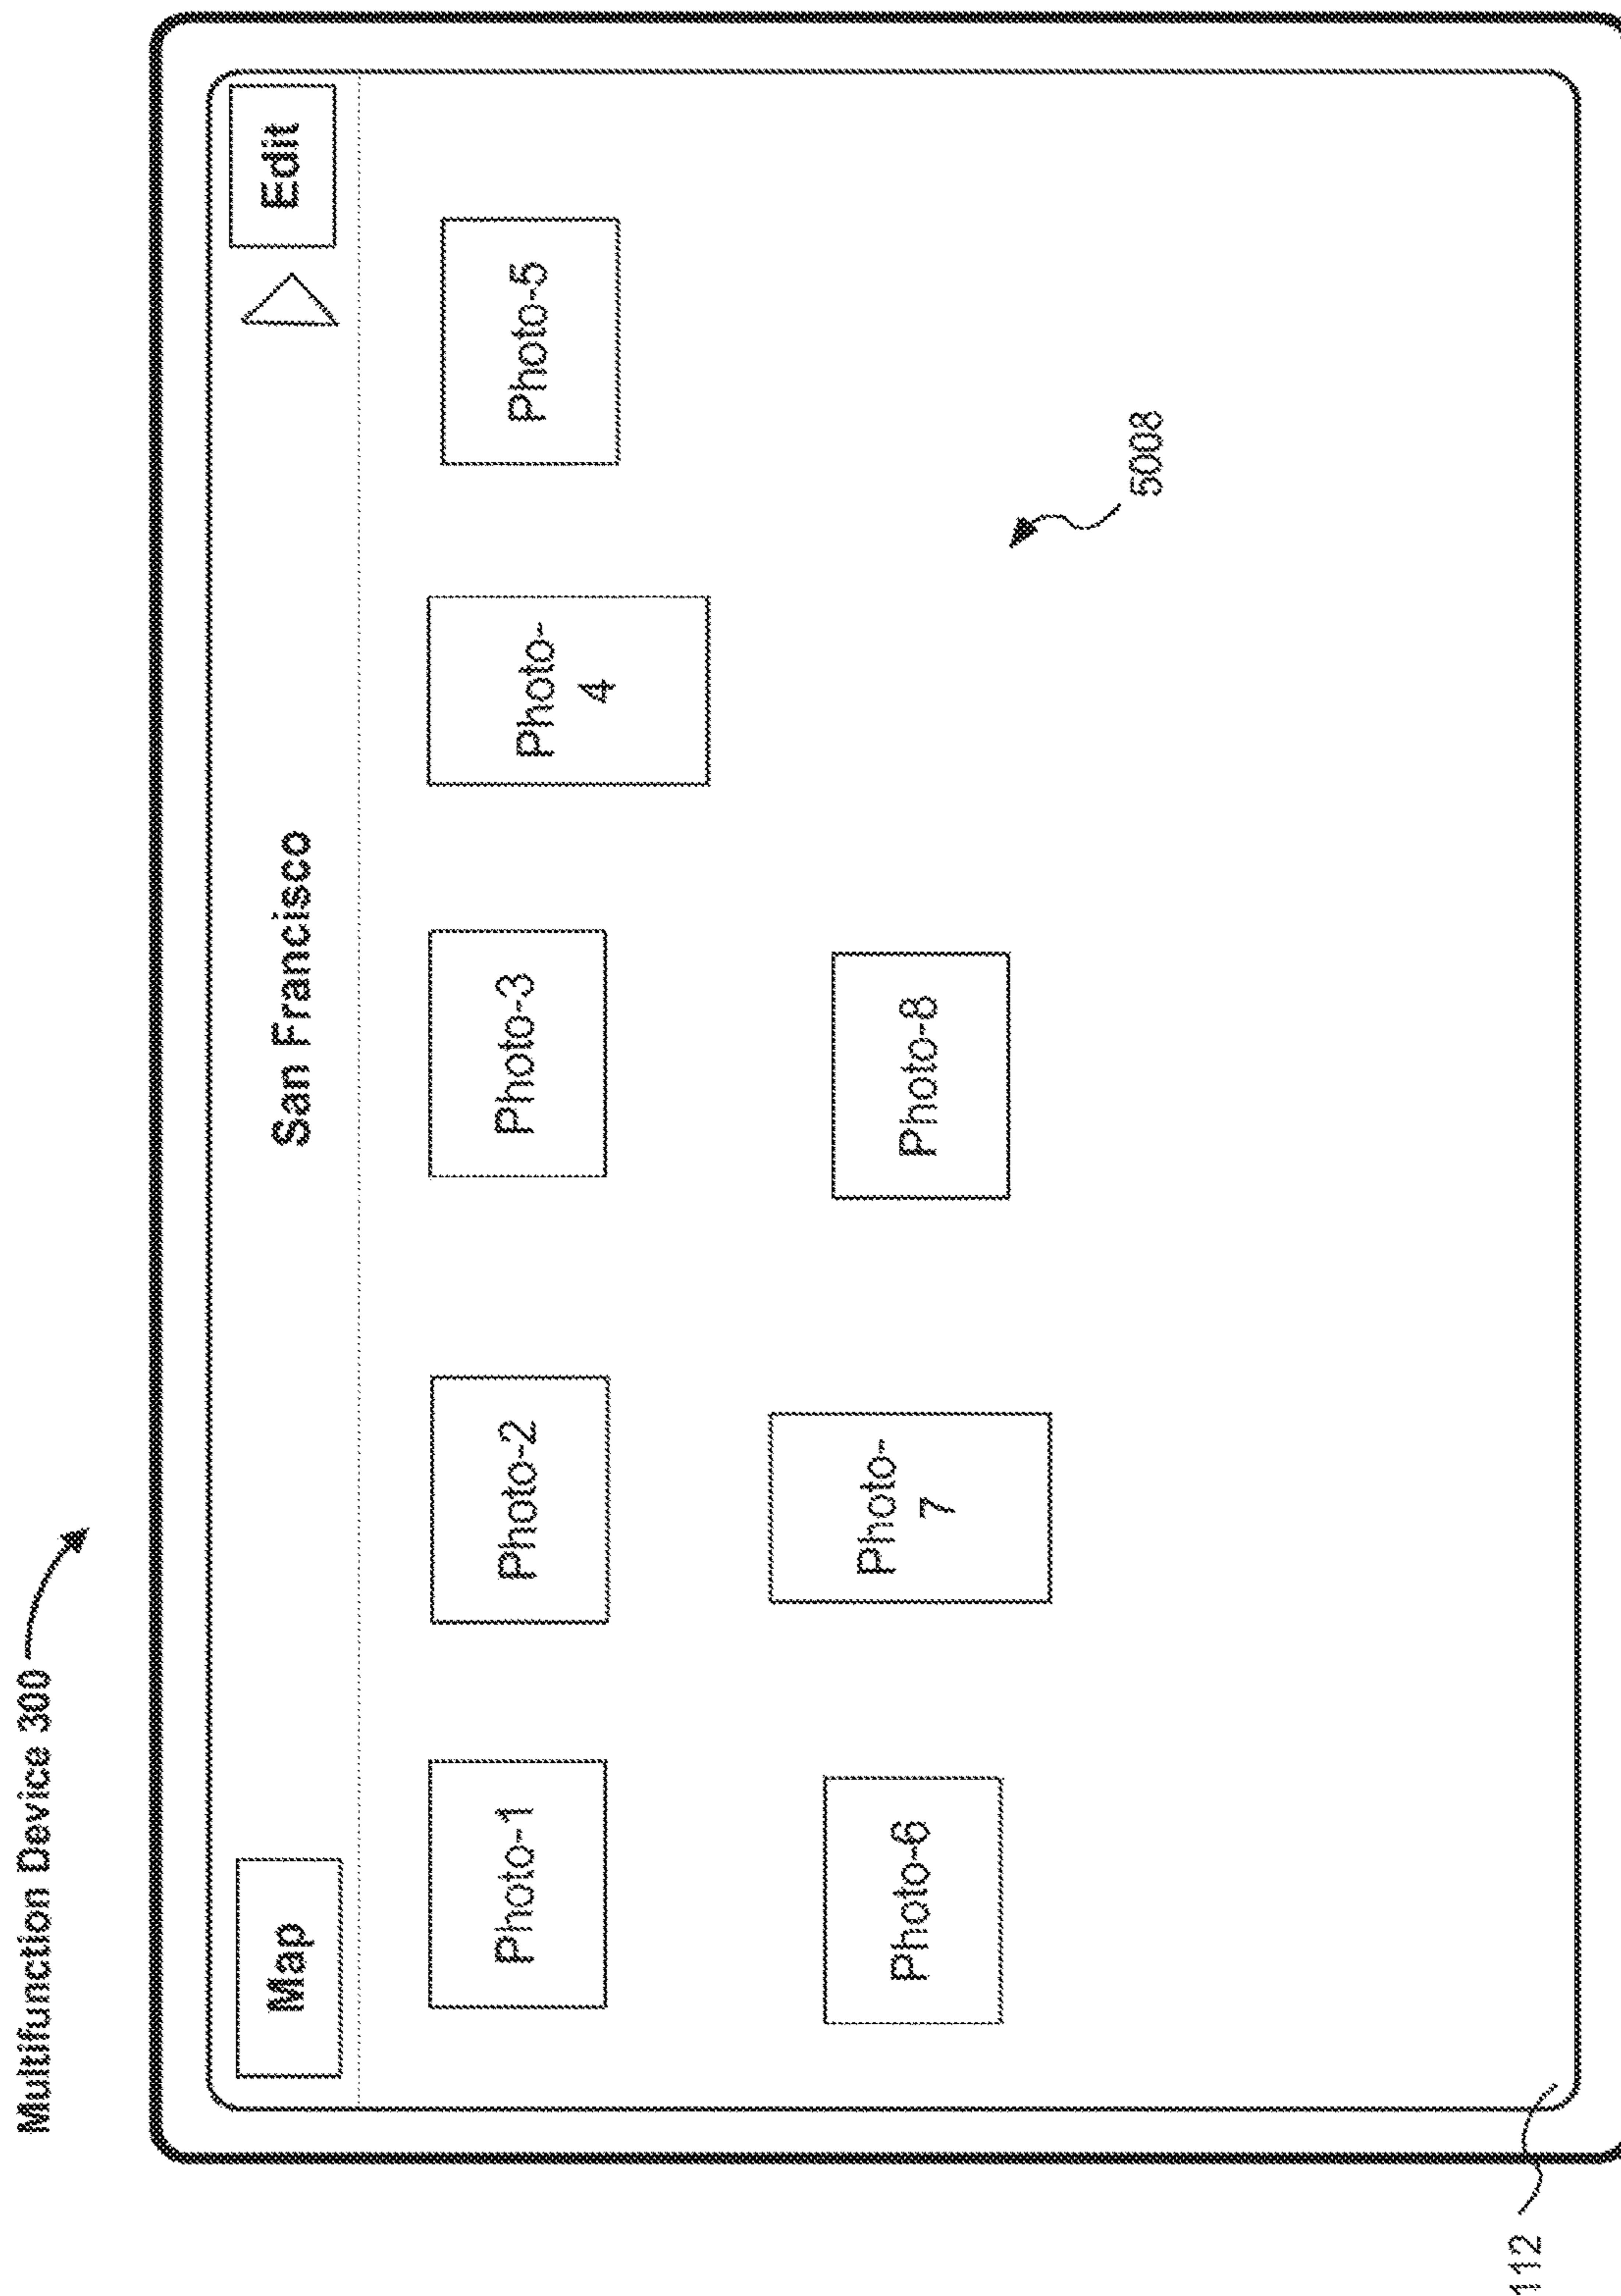 Multifunction Device 300
Map
San Francisco
Edit
Photo-1
Photo-2
Photo-3
Photo-
4
Photo-5
Photo-6
Photo-
7
Photo-8
5008
112